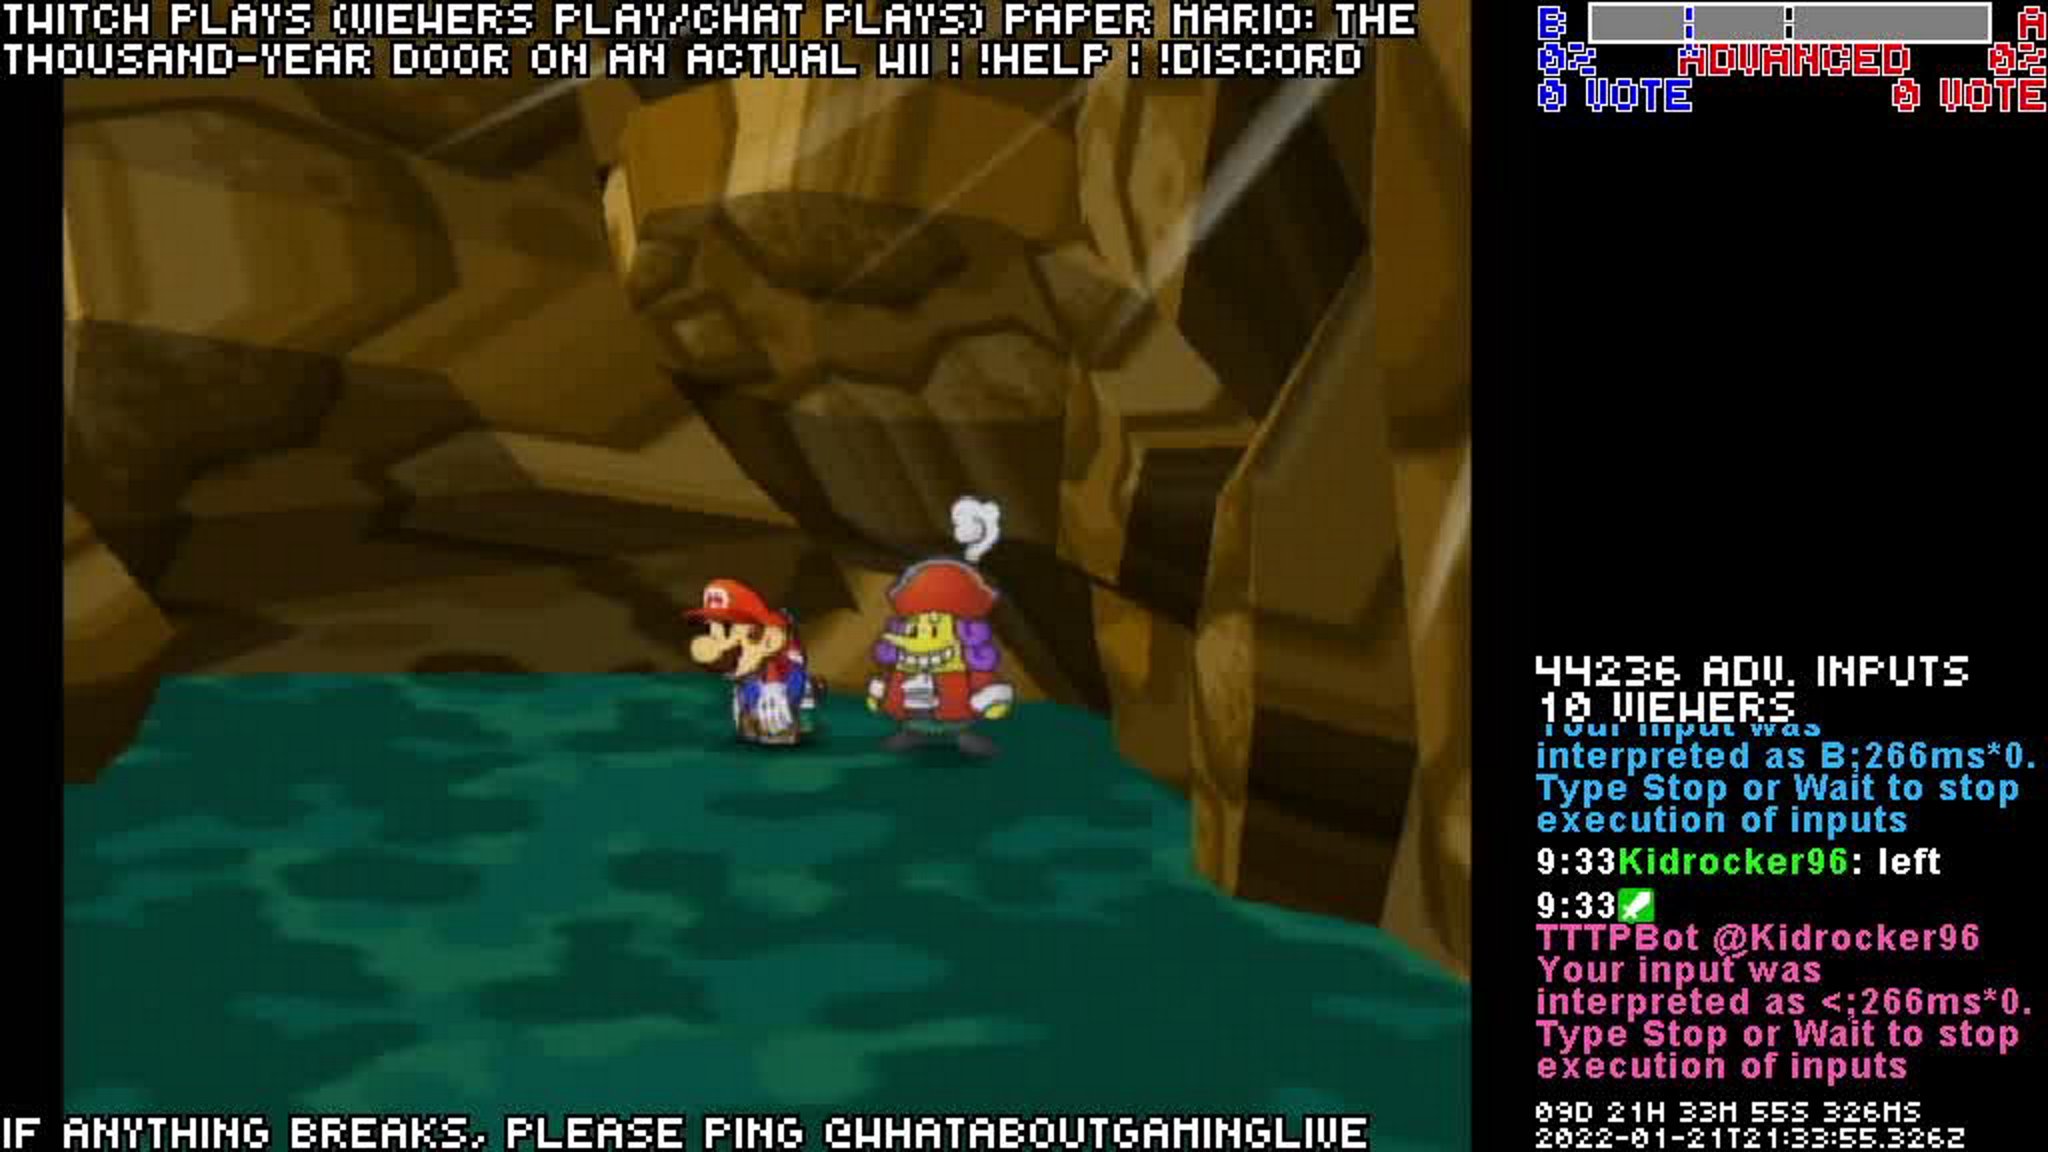 TWITCH PLAYS (VIEWERS PLAY/CHAT PLAYS) PAPER MARIO: THE
THOUSAND-YEAR DOOR ON AN ACTUAL WII ¦ !HELP ¦ !DISCORD
B A
0% ADVANCED 0%
0 VOTE 0 VOTE
44236 ADV. INPUTS
10 VIEWERS
Your input was
interpreted as B;266ms*0.
Type Stop or Wait to stop
execution of inputs
9:33Kidrocker96: left
9:33
TTTPBot @Kidrocker96
Your input was
interpreted as <;266ms*0.
Type Stop or Wait to stop
execution of inputs
09D 21H 33M 55S 326MS
2022-01-21T21:33:55.326Z
IF ANYTHING BREAKS, PLEASE PING @WHATABOUTGAMINGLIVE